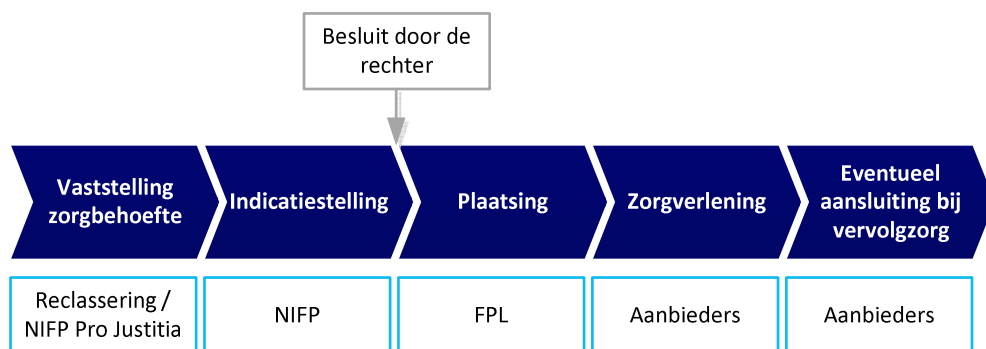 Besluit door de
rechter
Vaststelling
zorgbehoefte
Indicatiestelling
Plaatsing
Zorgverlening
Eventueel
aansluiting bij
vervolgzorg
Reclassering /
NIFP Pro Justitia
NIFP
FPL
Aanbieders
Aanbieders